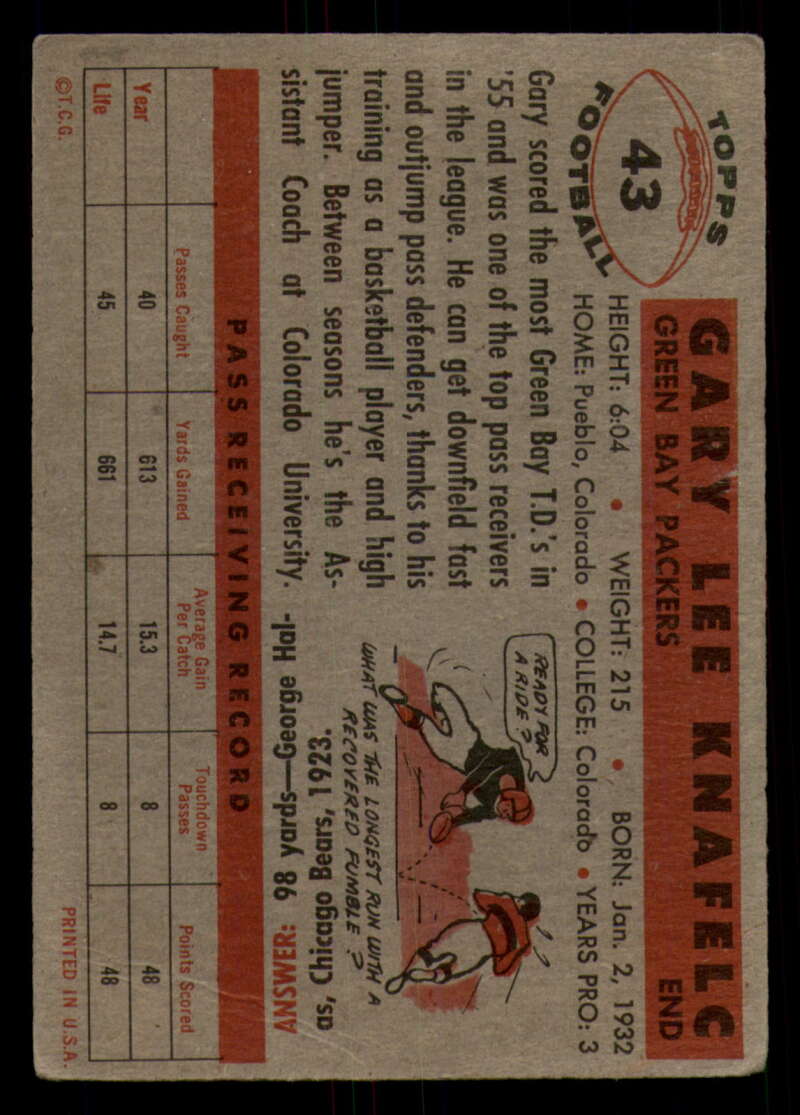 TOPPS
43
FOOTBALL
GARY LEE KNAFELC
GREEN BAY PACKERS END
HEIGHT: 6:04 • WEIGHT: 215 • BORN: Jan. 2, 1932
HOME: Pueblo, Colorado • COLLEGE: Colorado • YEARS PRO: 3
Gary scored the most Green Bay T.D.'s in
'55 and was one of the top pass receivers
in the league. He can get downfield fast
and outjump pass defenders, thanks to his
training as a basketball player and high
jumper. Between seasons he's the As-
sistant Coach at Colorado University.
READY FOR
A RIDE?
WHAT WAS THE LONGEST RUN WITH A
RECOVERED FUMBLE?
ANSWER: 98 yards—George Hal-
as, Chicago Bears, 1923.
PASS RECEIVING RECORD
Passes Caught Yards Gained Average Gain Per Catch Touchdown Passes Points Scored
Year 40 613 15.3 8 48
Life 45 661 14.7 8 48
©T.C.G. PRINTED IN U.S.A.